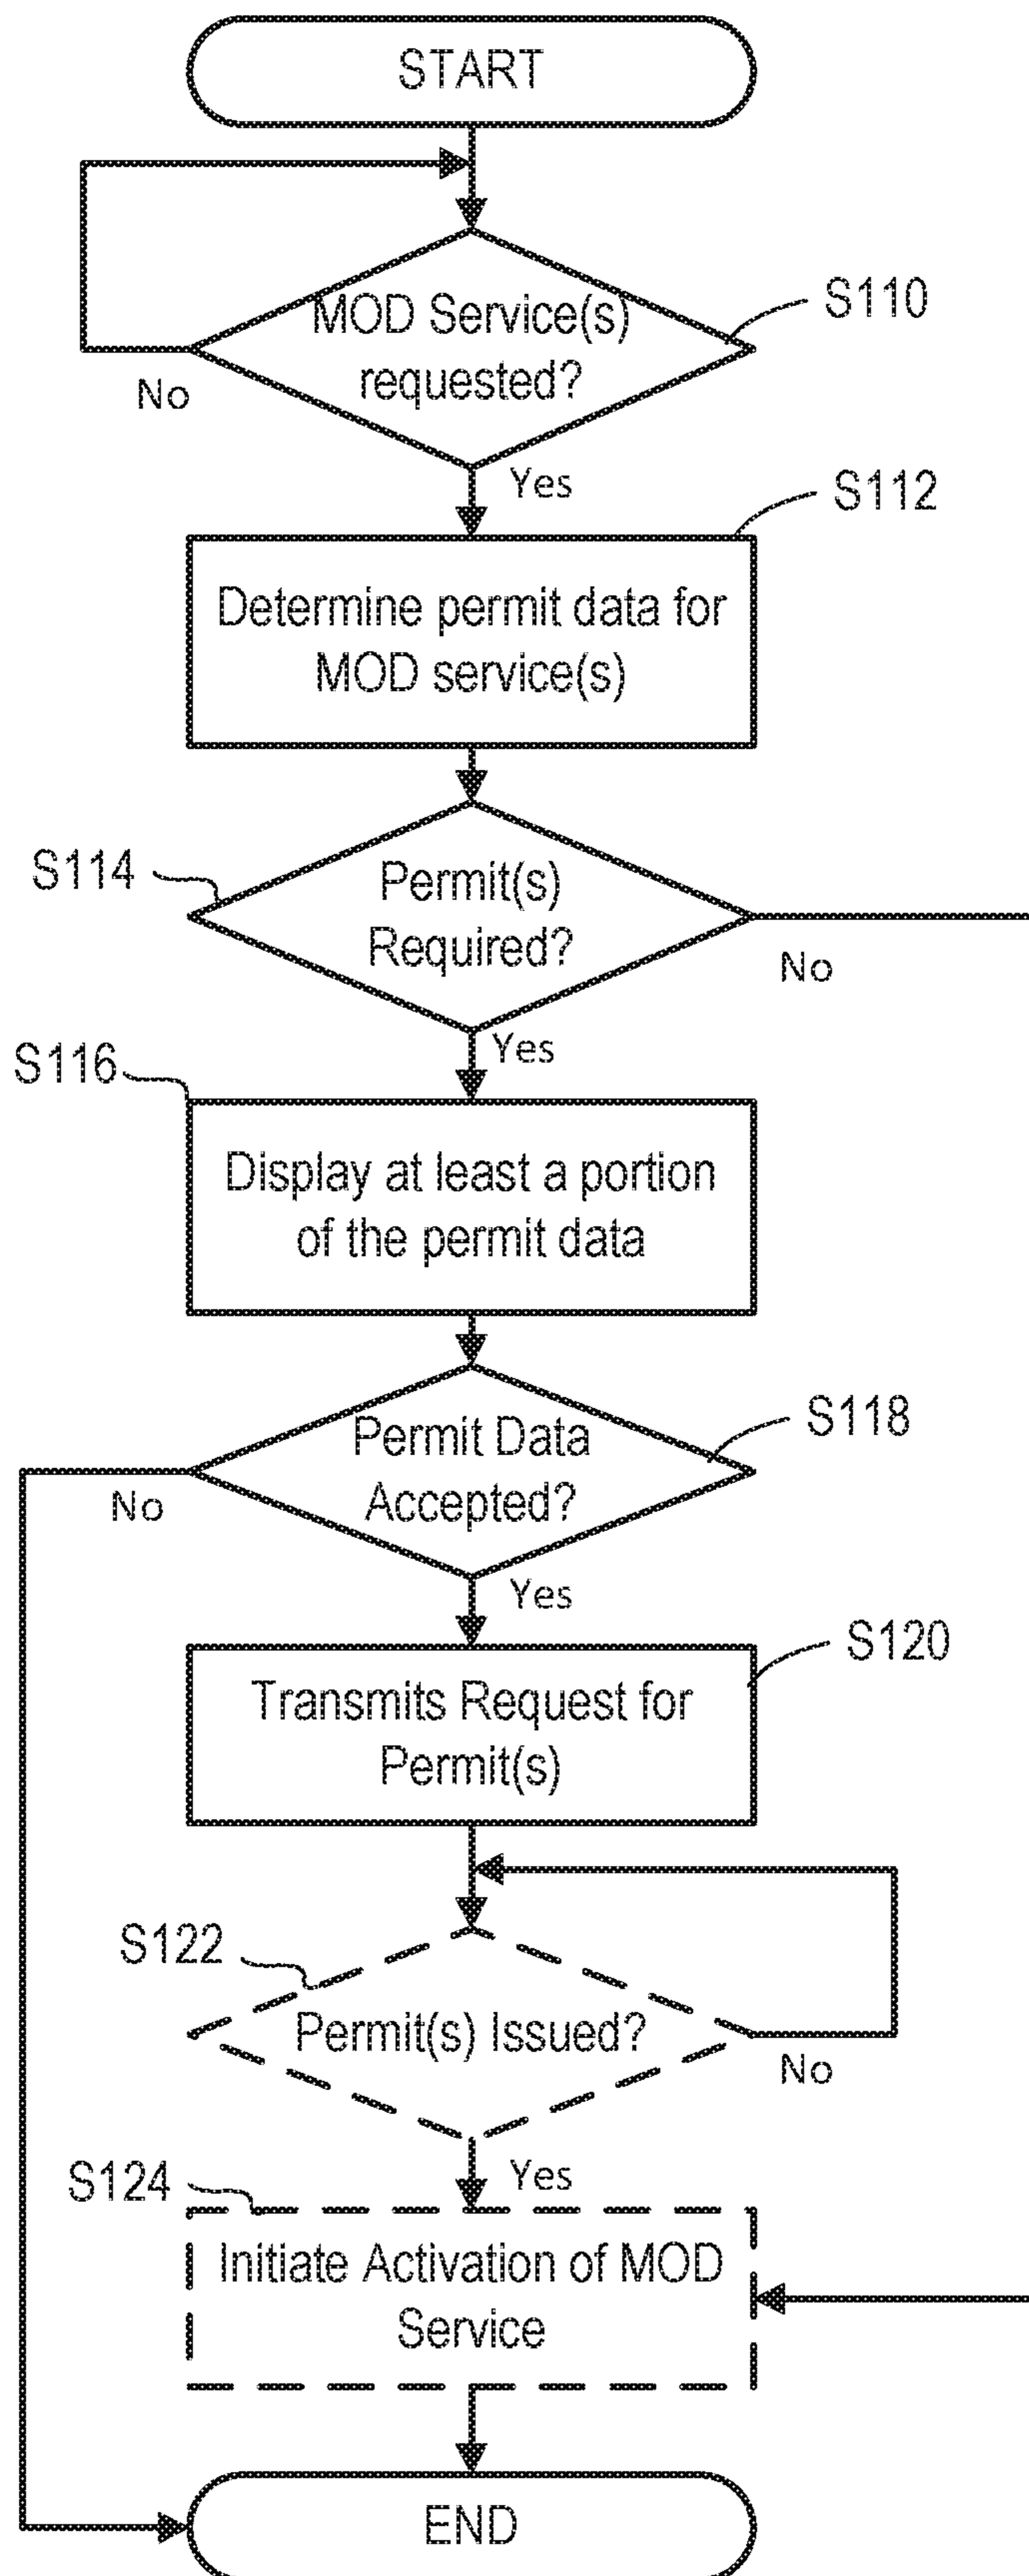 START
MOD Service(s)
requested?
S110
No
Yes
S112
Determine permit data for
MOD service(s)
S114
Permit(s)
Required?
No
Yes
S116
Display at least a portion
of the permit data
Permit Data
Accepted?
S118
No
Yes
S120
Transmits Request for
Permit(s)
S122
Permit(s) Issued?
No
Yes
S124
Initiate Activation of MOD
Service
END